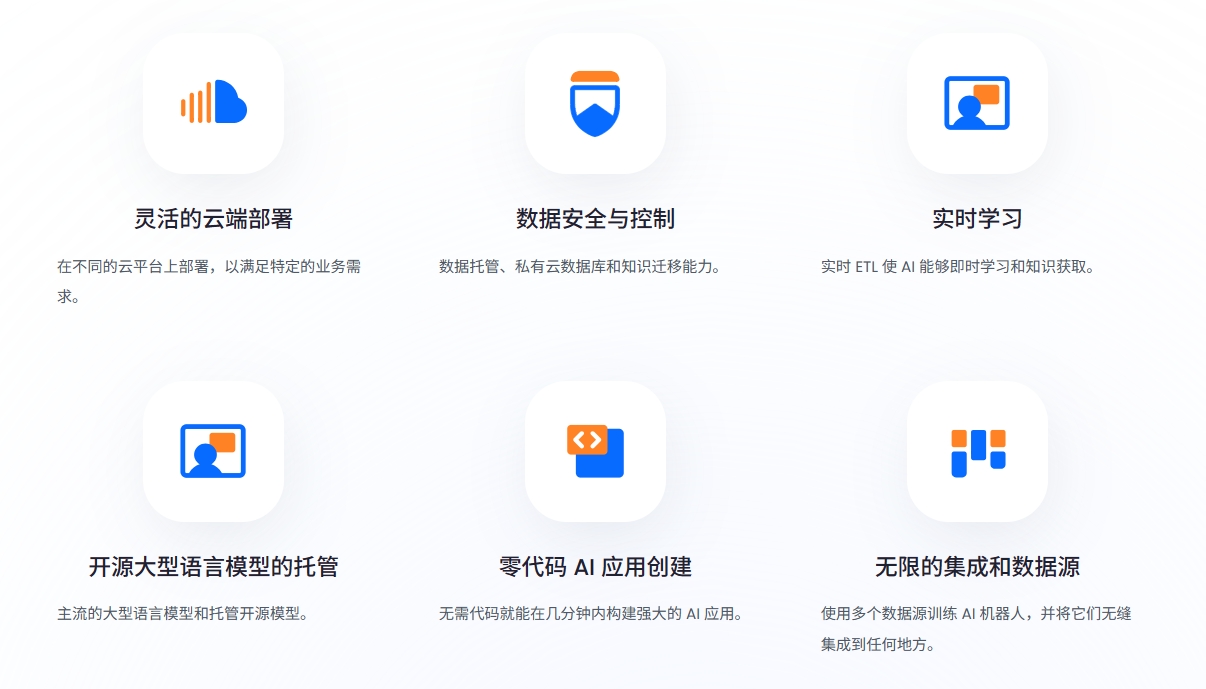 灵活的云端部署
在不同的云平台上部署，以满足特定的业务需
求。
数据安全与控制
数据托管、私有云数据库和知识迁移能力。
实时学习
实时 ETL 使 AI 能够即时学习和知识获取。
开源大型语言模型的托管
主流的大型语言模型和托管开源模型。
零代码 AI 应用创建
无需代码就能在几分钟内构建强大的 AI 应用。
无限的集成和数据源
使用多个数据源训练 AI 机器人，并将它们无缝
集成到任何地方。